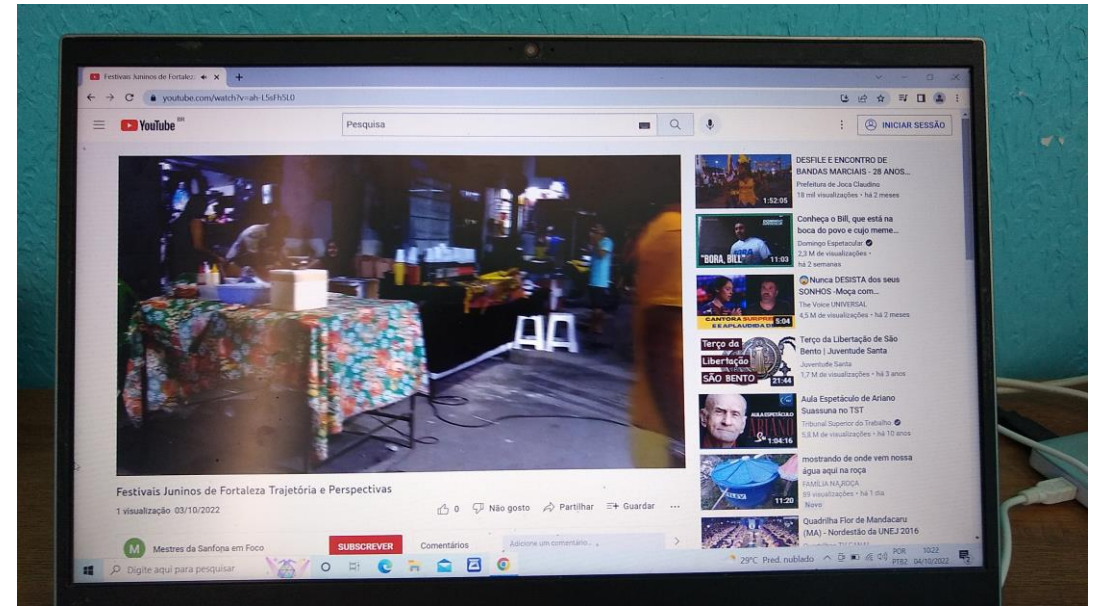 Festivais Juninos de Fortalez
youtube.com/watch?v=ah-L5sFh5L0
YouTube BR
Pesquisa
INICIAR SESSÃO
Festivais Juninos de Fortaleza Trajetória e Perspectivas
1 visualização 03/10/2022
0 Não gosto Partilhar Guardar ...
M Mestres da Sanfona em Foco
SUBSCREVER
Comentários
Adicione um comentário...
1:52:05
DESFILE E ENCONTRO DE
BANDAS MARCIAIS - 28 ANOS...
Prefeitura de Joca Claudino
18 mil visualizações • há 2 meses
"BORA, BILL"
11:03
Conheça o Bill, que está na
boca do povo e cujo meme...
Domingo Espetacular
2,3 M de visualizações •
há 2 semanas
CANTORA SURPRE
E É APLAUDIDA DE
5:04
Nunca DESISTA dos seus
SONHOS -Moça com...
The Voice UNIVERSAL
4,5 M de visualizações • há 2 meses
Terço da
Libertação
SÃO BENTO
21:44
Terço da Libertação de São
Bento | Juventude Santa
Juventude Santa
1,7 M de visualizações • há 3 anos
AULA ESPETÁCULO
ARIANO
1:04:16
Aula Espetáculo de Ariano
Suassuna no TST
Tribunal Superior do Trabalho
5,8 M de visualizações • há 10 anos
11:20
mostrando de onde vem nossa
água aqui na roça
FAMÍLIA NA ROÇA
89 visualizações • há 1 dia
Novo
Quadrilha Flor de Mandacaru
(MA) - Nordestão da UNEJ 2016
Digite aqui para pesquisar
29°C Pred. nublado
POR
PTB2
10:22
04/10/2022